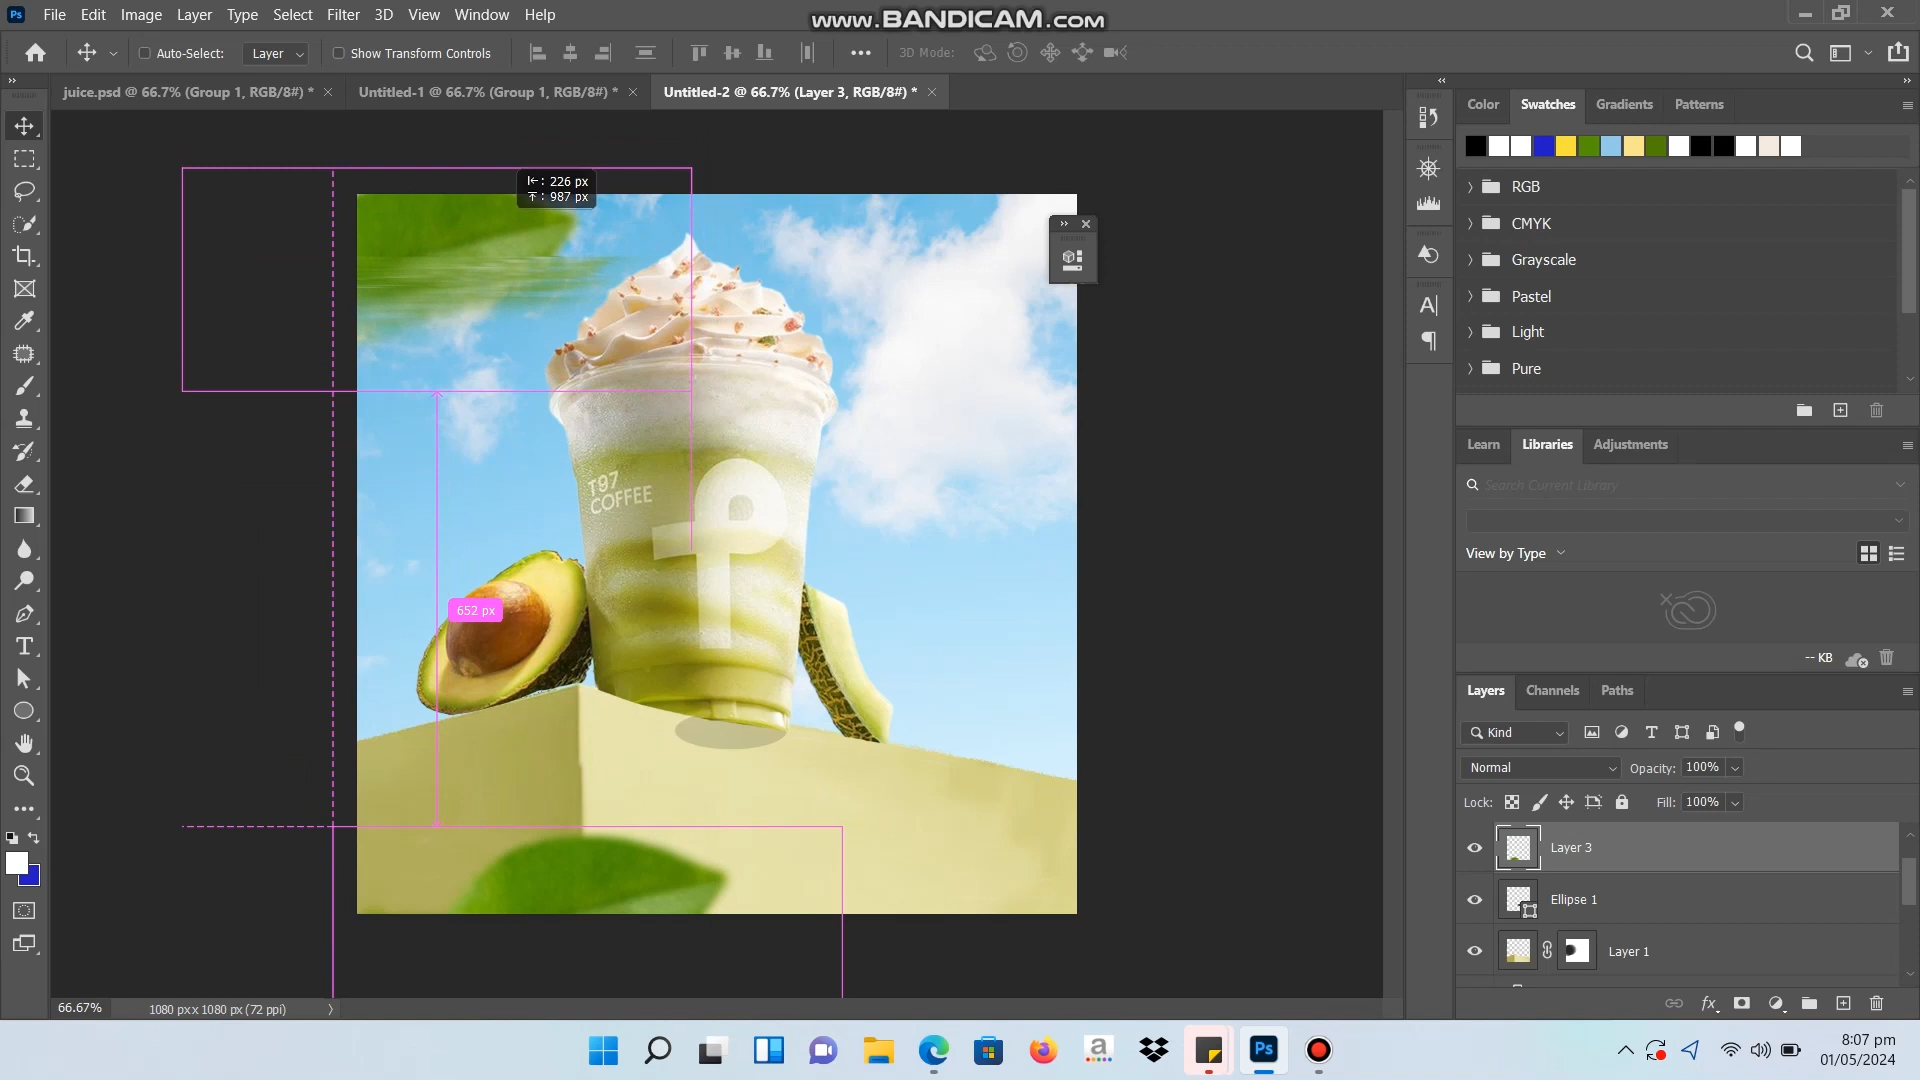 www.BANDICAM.com
Ps File Edit Image Layer Type Select Filter 3D View Window Help
Auto-Select: Layer Show Transform Controls 3D Mode:
juice.psd @ 66.7% (Group 1, RGB/8#) * Untitled-1 @ 66.7% (Group 1, RGB/8#) * Untitled-2 @ 66.7% (Layer 3, RGB/8#) *
Color Swatches Gradients Patterns
RGB
CMYK
Grayscale
Pastel
Light
Pure
: 226 px
: 987 px
T97
COFFEE
652 px
Learn Libraries Adjustments
Search Current Library
View by Type
-- KB
Layers Channels Paths
Kind
Normal Opacity: 100%
Lock: Fill: 100%
Layer 3
Ellipse 1
Layer 1
66.67% 1080 px x 1080 px (72 ppi)
Ps
8:07 pm
01/05/2024